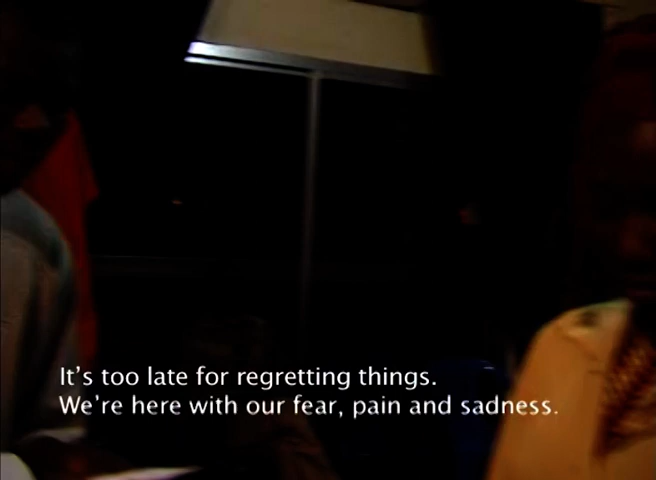 It's too late for regretting things.
We're here with our fear, pain and sadness.